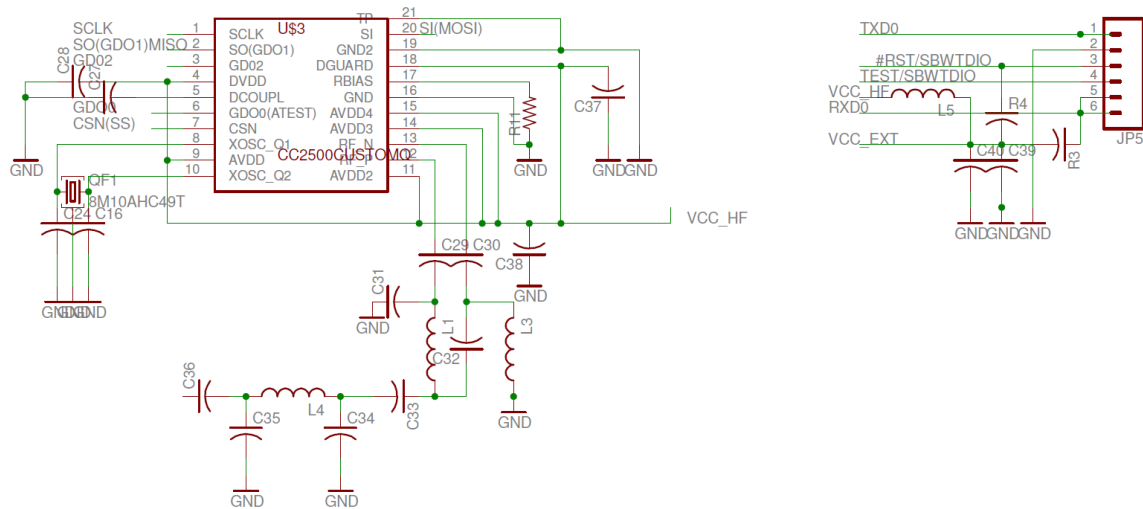 SCLK
SO(GDO1)MISO
GD02
C28
C27
GDO0
CSN(SS)
GND
U$3
1
2
3
4
5
6
7
8
9
10
SCLK
SO(GDO1)
GD02
DVDD
DCOUPL
GDO0(ATEST)
CSN
XOSC_Q1
AVDD
XOSC_Q2
TP
SI
GND2
DGUARD
RBIAS
GND
AVDD4
AVDD3
RF_N
RF_P
AVDD2
CC2500CUSTOMQ
21
20
19
18
17
16
15
14
13
12
11
SI(MOSI)
R11
C37
GND
GND
GND
QF1
8M10AHC49T
C24
C16
GND
GND
GND
VCC_HF
C29
C30
C38
GND
C31
GND
L1
C32
L3
GND
C36
C35
L4
C34
C33
GND
GND
TXD0
#RST/SBWTDIO
TEST/SBWTDIO
VCC_HF
RXD0
L5
VCC_EXT
R4
C40
C39
R3
GND
GND
GND
1
2
3
4
5
6
JP5